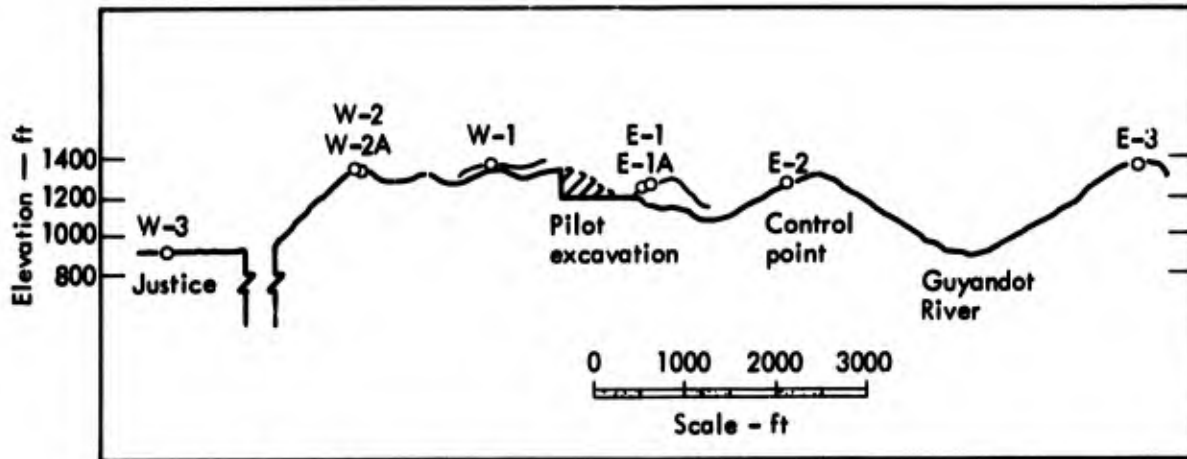 Elevation — ft
1400
1200
1000
800
W-3
Justice
W-2
W-2A
W-1
Pilot
excavation
E-1
E-1A
E-2
Control
point
Guyandot
River
E-3
0 1000 2000 3000
Scale - ft